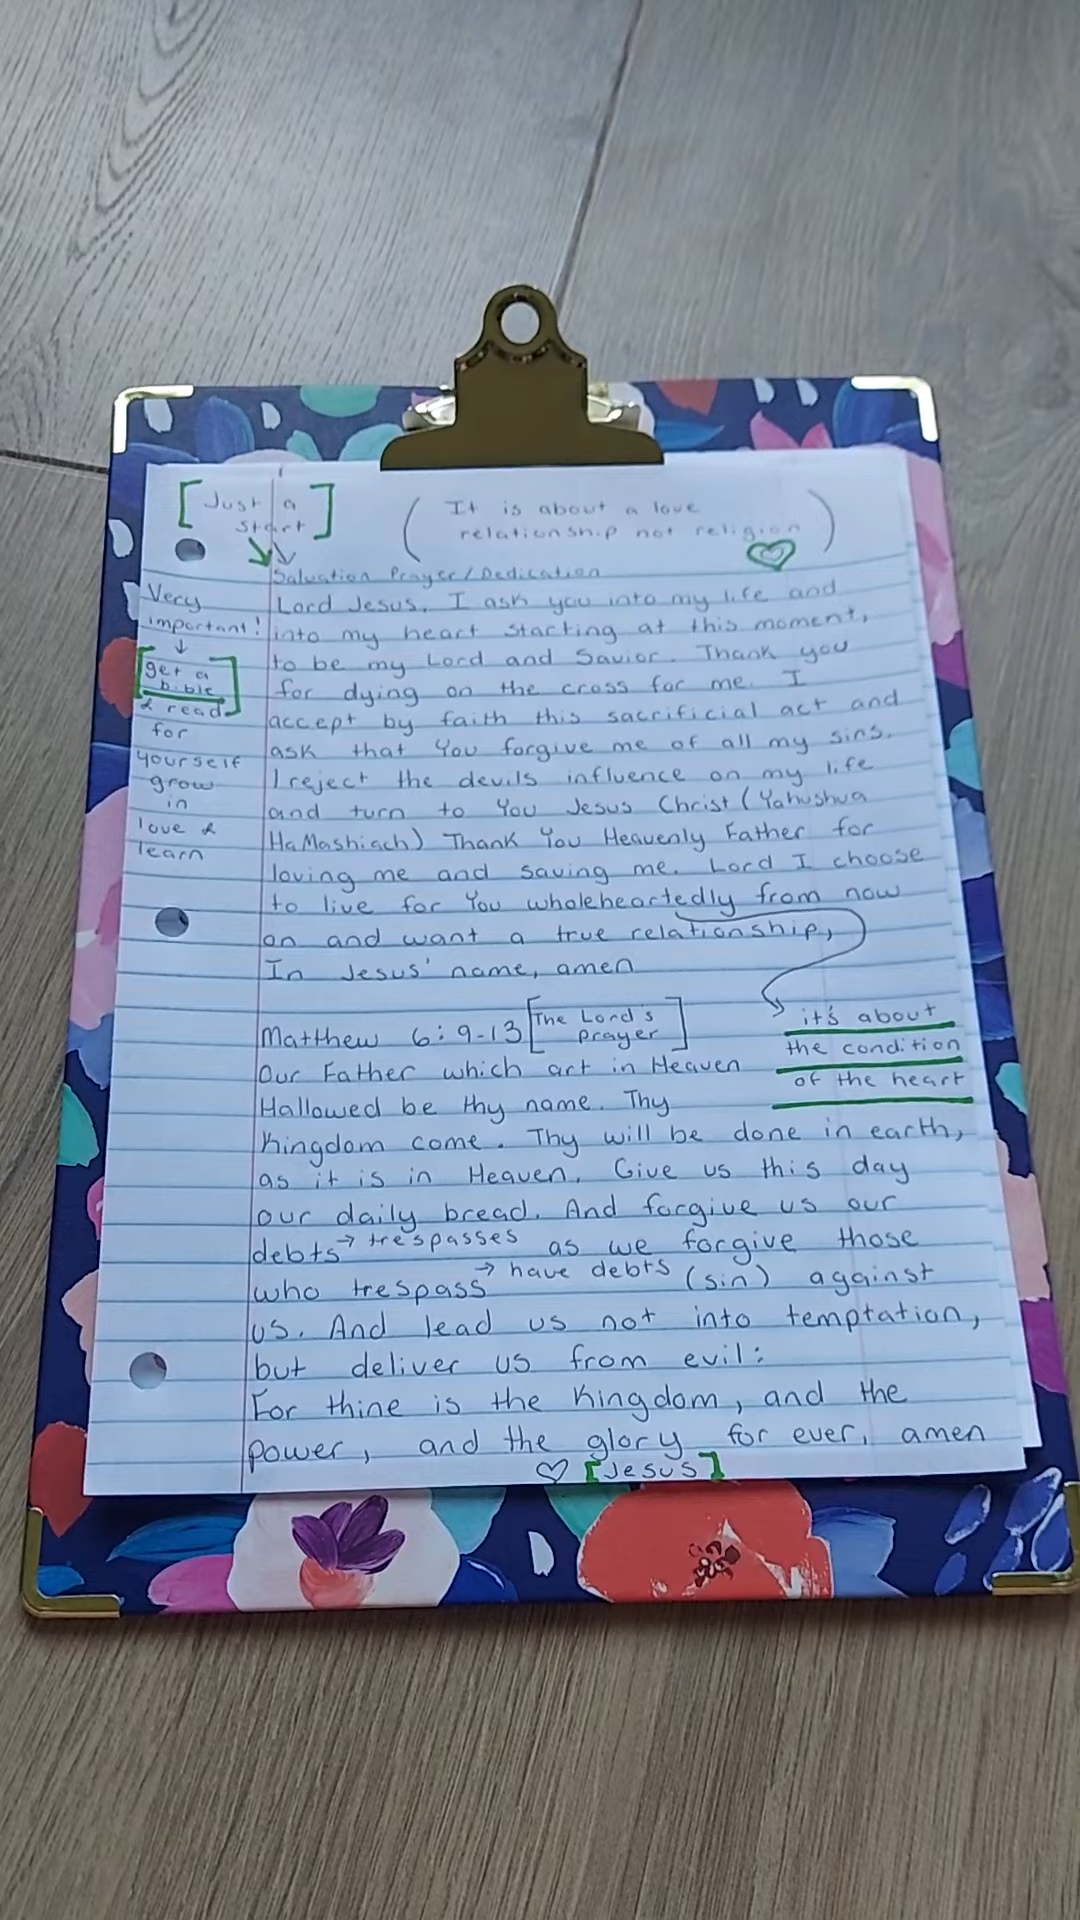 [Just a
start]
(It is about a love
relationship not religion)
Salvation Prayer/Dedication
Lord Jesus, I ask you into my life and
into my heart starting at this moment,
to be my Lord and Savior. Thank you
for dying on the cross for me. I
accept by faith this sacrificial act and
ask that You forgive me of all my sins.
I reject the devils influence on my life
and turn to You Jesus Christ (Yahushua
HaMashiach) Thank You Heavenly Father for
loving me and saving me. Lord I choose
to live for You wholeheartedly from now
on and want a true relationship,
In Jesus' name, amen
Very
important!
↓
[get a
bible]
& read
for
yourself
grow
in
love &
learn
it's about
the condition
of the heart
Matthew 6:9-13 [The Lord's
prayer]
Our Father which art in Heaven
Hallowed be thy name. Thy
Kingdom come. Thy will be done in earth,
as it is in Heaven. Give us this day
our daily bread. And forgive us our
debts → trespasses as we forgive those
who trespass → have debts (sin) against
us. And lead us not into temptation,
but deliver us from evil:
For thine is the Kingdom, and the
power, and the glory for ever, amen
♡ [Jesus]